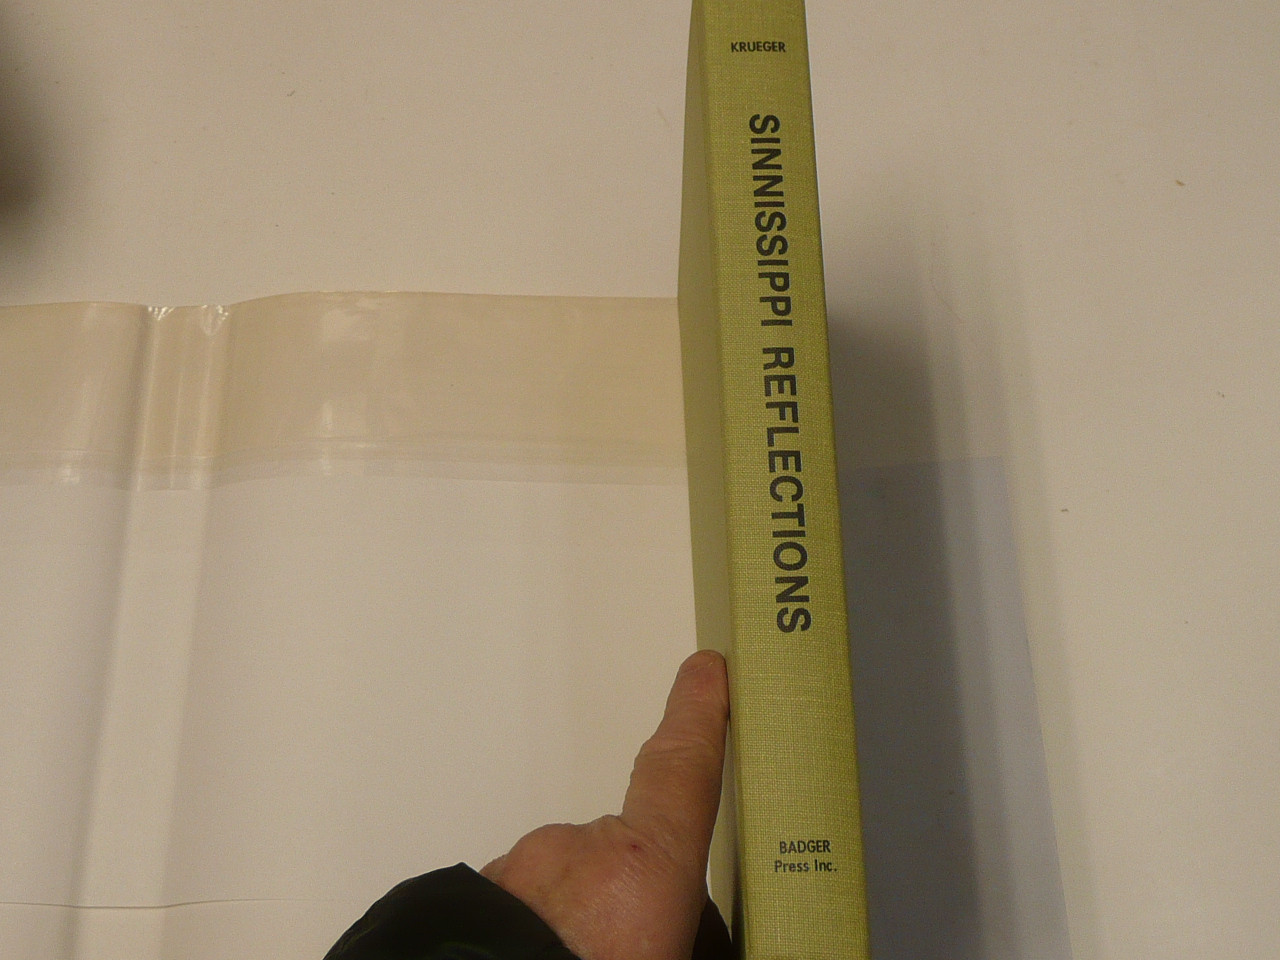 KRUEGER
SINNISSIPPI REFLECTIONS
BADGER
Press Inc.